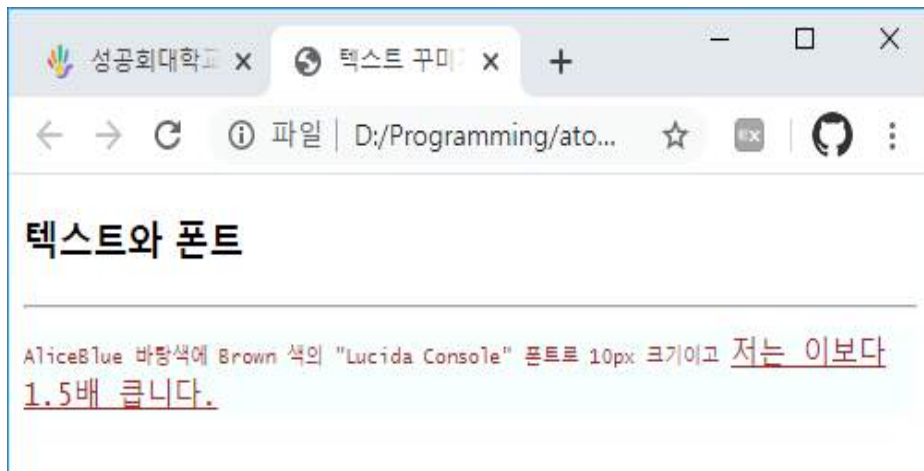 성공회대학교
텍스트 꾸미
파일 | D:/Programming/ato...
텍스트와 폰트
AliceBlue 바탕색에 Brown 색의 "Lucida Console" 폰트로 10px 크기이고 저는 이보다
1.5배 큽니다.